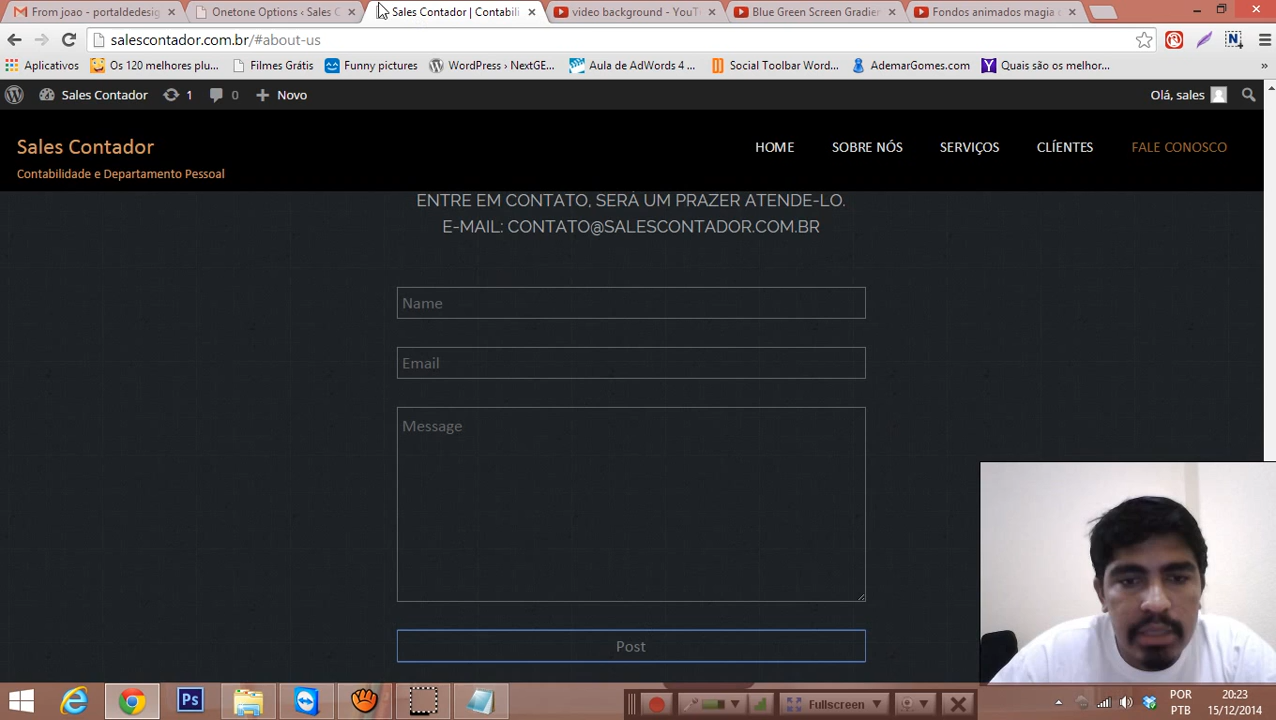 From joao - portaldedesig
Onetone Options ‹ Sales C
Sales Contador | Contabili
video background - YouT
Blue Green Screen Gradie
Fondos animados magia
salescontador.com.br/#about-us
Aplicativos
Os 120 melhores plu...
Filmes Grátis
Funny pictures
WordPress › NextGE...
Aula de AdWords 4 ...
Social Toolbar Word...
AdemarGomes.com
Quais são os melhor...
»
Sales Contador
1
0
Novo
Olá, sales
Sales Contador
Contabilidade e Departamento Pessoal
HOME
SOBRE NÓS
SERVIÇOS
CLÍENTES
FALE CONOSCO
ENTRE EM CONTATO, SERÁ UM PRAZER ATENDE-LO.
E-MAIL: CONTATO@SALESCONTADOR.COM.BR
Name
Email
Message
Post
Ps
Fullscreen
POR
PTB
20:23
15/12/2014